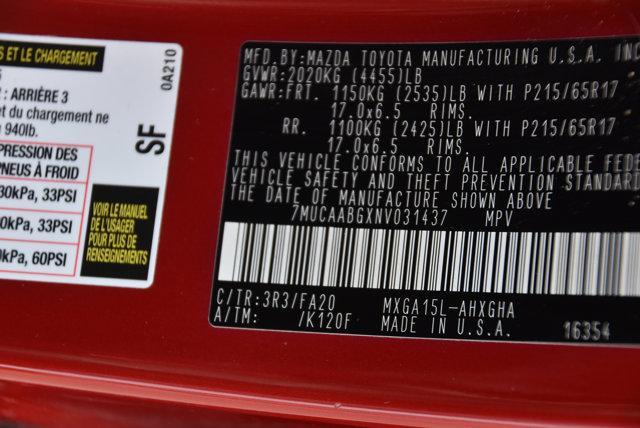 S ET LE CHARGEMENT
S
: ARRIÈRE 3
t du chargement ne
940lb.
PRESSION DES
PNEUS À FROID
30kPa, 33PSI
0kPa, 33PSI
0kPa, 60PSI
VOIR LE MANUEL
DE L'USAGER
POUR PLUS DE
RENSEIGNEMENTS
SF
0A210
MFD.BY:MAZDA TOYOTA MANUFACTURING U.S.A. INC
GVWR:2020KG (4455)LB
GAWR:FRT. 1150KG (2535)LB WITH P215/65R17
17.0x6.5 RIMS.
RR. 1100KG (2425)LB WITH P215/65R17
17.0x6.5 RIMS.
THIS VEHICLE CONFORMS TO ALL APPLICABLE FEDE
VEHICLE SAFETY AND THEFT PREVENTION STANDAR
THE DATE OF MANUFACTURE SHOWN ABOVE
7MUCAABGXNV031437 MPV
C/TR:3R3/FA20 MXGA15L-AHXGHA
A/TM: /K120F MADE IN U.S.A.
16354